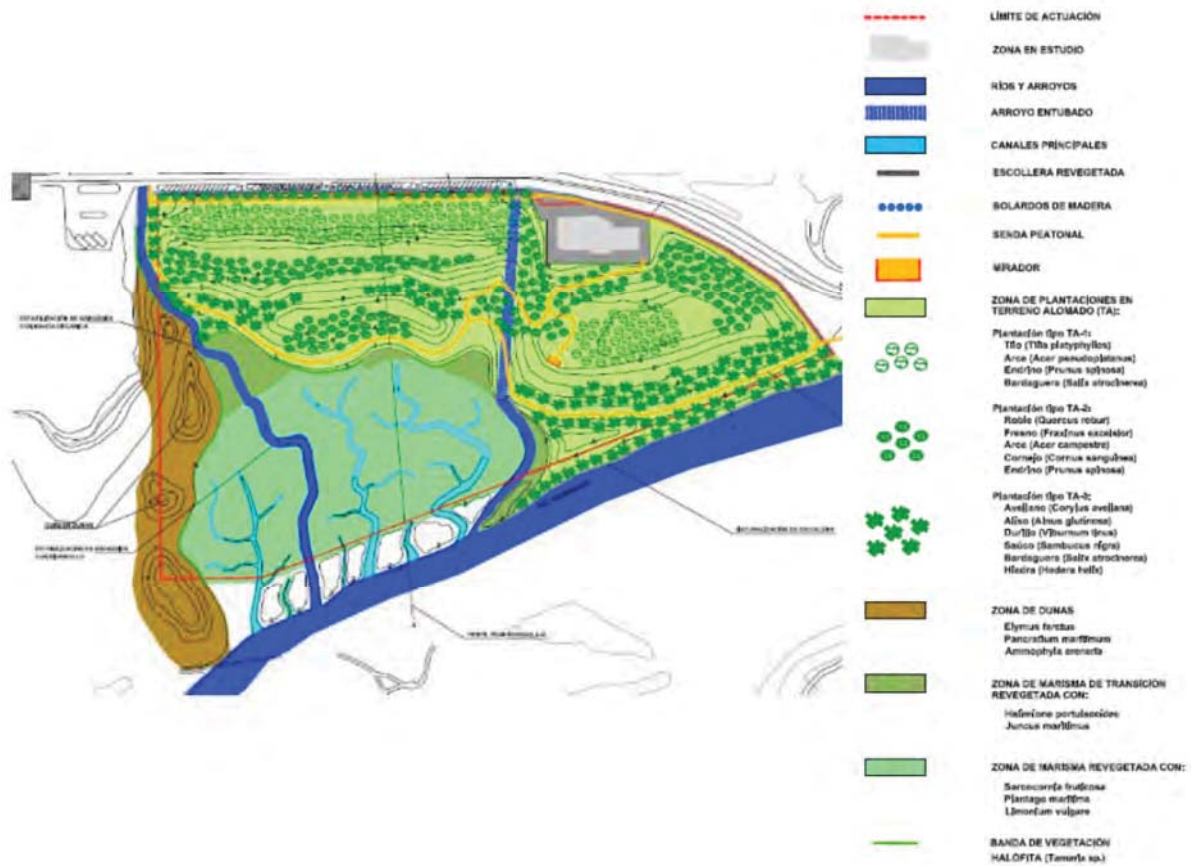 LÍMITE DE ACTUACIÓN
ZONA EN ESTUDIO
RÍOS Y ARROYOS
ARROYO ENTUBADO
CANALES PRINCIPALES
ESCOLLERA REVEGETADA
BOLARDOS DE MADERA
SENDA PEATONAL
MIRADOR
ZONA DE PLANTACIONES EN
TERRENO ALOMADO (TA):
Plantación tipo TA-1:
Tilo (Tilia platyphyllos)
Arce (Acer pseudoplatanus)
Endrino (Prunus spinosa)
Bardaguera (Salix atrocinerea)
Plantación tipo TA-2:
Roble (Quercus robur)
Fresno (Fraxinus excelsior)
Arce (Acer campestre)
Cornejo (Cornus sanguinea)
Endrino (Prunus spinosa)
Plantación tipo TA-3:
Avellano (Corylus avellana)
Aliso (Alnus glutinosa)
Durillo (Viburnum tinus)
Saúco (Sambucus nigra)
Bardaguera (Salix atrocinerea)
Hiedra (Hedera helix)
ZONA DE DUNAS
Elymus farctus
Pancratium maritimum
Ammophyla arenaria
ZONA DE MARISMA DE TRANSICIÓN
REVEGETADA CON:
Halimione portulacoides
Juncus maritimus
ZONA DE MARISMA REVEGETADA CON:
Sarcocornia fruticosa
Plantago maritima
Limonium vulgare
BANDA DE VEGETACIÓN
HALOFITA (Tamarix sp.)